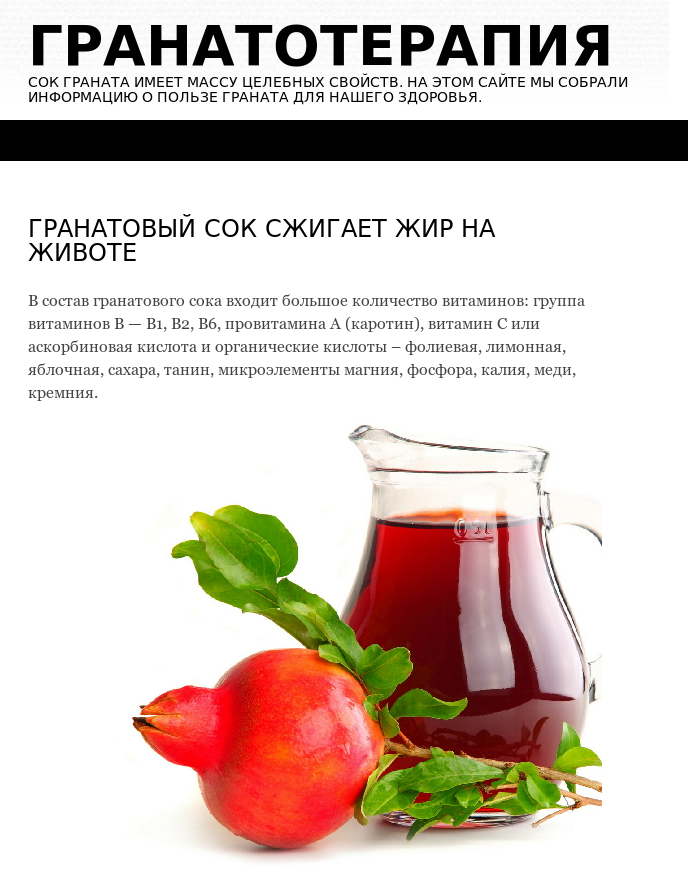 ГРАНАТОТЕРАПИЯ
СОК ГРАНАТА ИМЕЕТ МАССУ ЦЕЛЕБНЫХ СВОЙСТВ. НА ЭТОМ САЙТЕ МЫ СОБРАЛИ
ИНФОРМАЦИЮ О ПОЛЬЗЕ ГРАНАТА ДЛЯ НАШЕГО ЗДОРОВЬЯ.
ГРАНАТОВЫЙ СОК СЖИГАЕТ ЖИР НА
ЖИВОТЕ
В состав гранатового сока входит большое количество витаминов: группа
витаминов В — В1, В2, В6, провитамина А (каротин), витамин С или
аскорбиновая кислота и органические кислоты – фолиевая, лимонная,
яблочная, сахара, танин, микроэлементы магния, фосфора, калия, меди,
кремния.